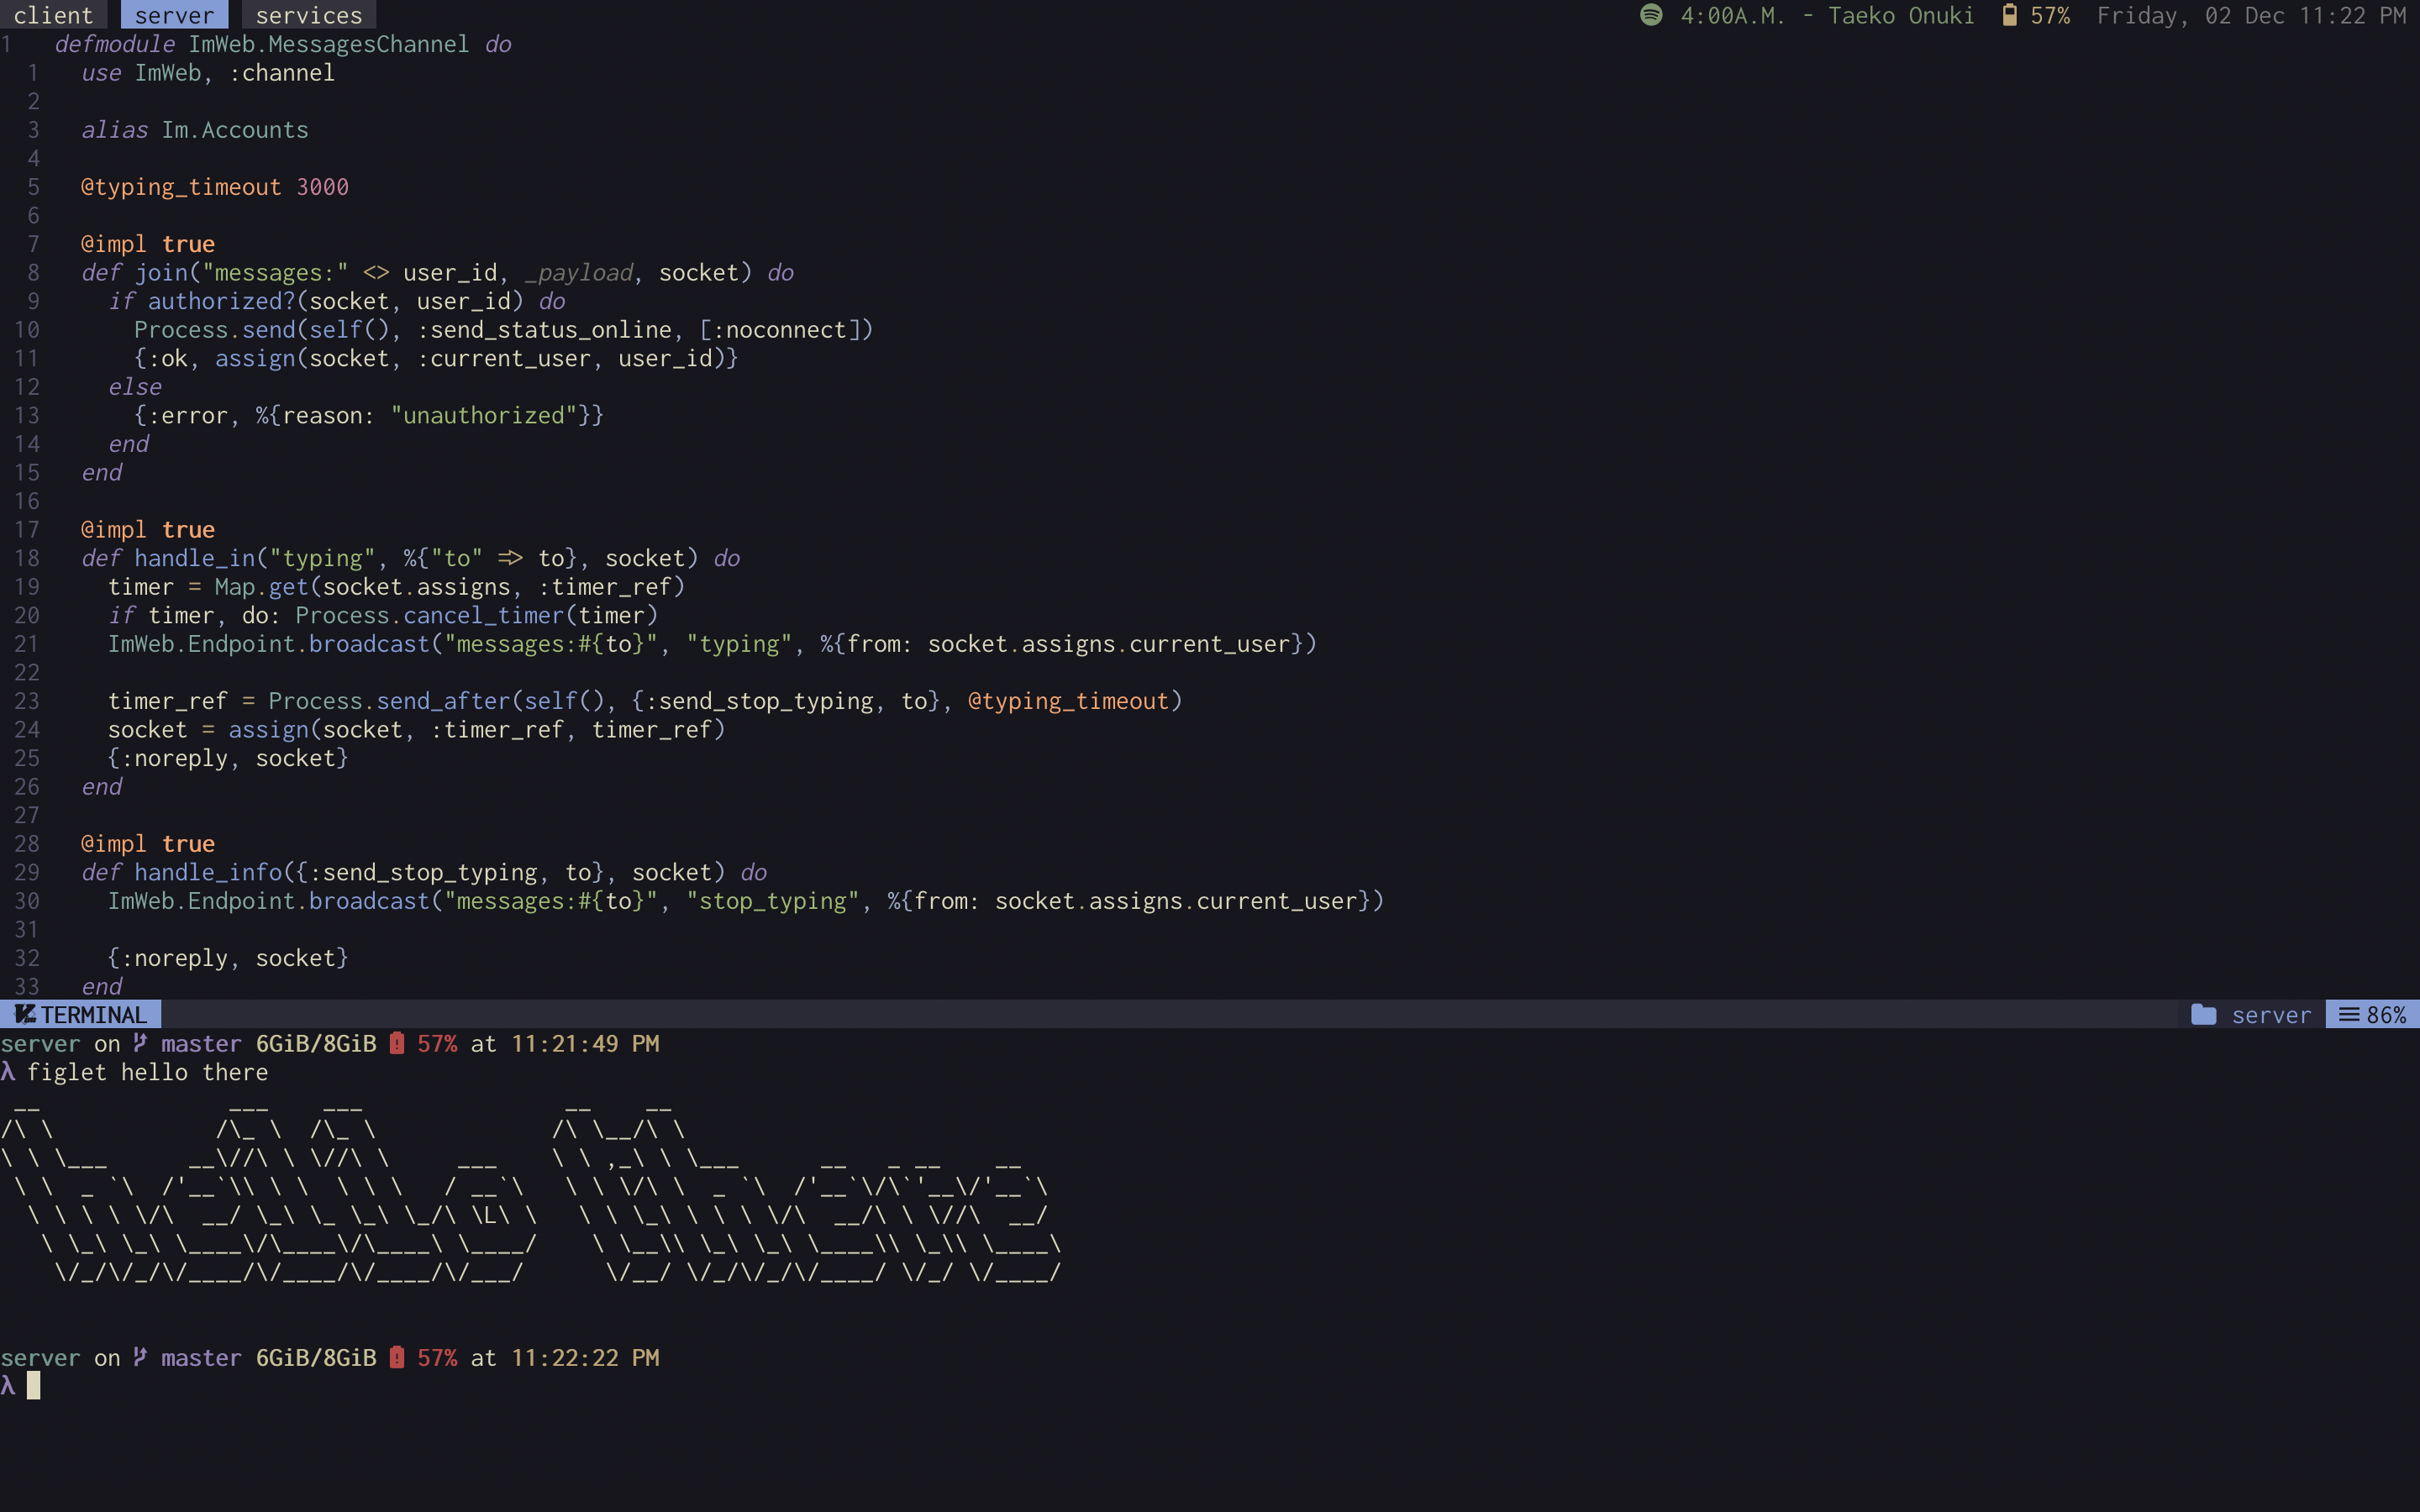 client server services 4:00A.M. - Taeko Onuki 57% Friday, 02 Dec 11:22 PM
1 defmodule ImWeb.MessagesChannel do
1 use ImWeb, :channel
2
3 alias Im.Accounts
4
5 @typing_timeout 3000
6
7 @impl true
8 def join("messages:" <> user_id, _payload, socket) do
9 if authorized?(socket, user_id) do
10 Process.send(self(), :send_status_online, [:noconnect])
11 {:ok, assign(socket, :current_user, user_id)}
12 else
13 {:error, %{reason: "unauthorized"}}
14 end
15 end
16
17 @impl true
18 def handle_in("typing", %{"to" => to}, socket) do
19 timer = Map.get(socket.assigns, :timer_ref)
20 if timer, do: Process.cancel_timer(timer)
21 ImWeb.Endpoint.broadcast("messages:#{to}", "typing", %{from: socket.assigns.current_user})
22
23 timer_ref = Process.send_after(self(), {:send_stop_typing, to}, @typing_timeout)
24 socket = assign(socket, :timer_ref, timer_ref)
25 {:noreply, socket}
26 end
27
28 @impl true
29 def handle_info({:send_stop_typing, to}, socket) do
30 ImWeb.Endpoint.broadcast("messages:#{to}", "stop_typing", %{from: socket.assigns.current_user})
31
32 {:noreply, socket}
33 end
TERMINAL server 86%
server on master 6GiB/8GiB 57% at 11:21:49 PM
λ figlet hello there
hello there
server on master 6GiB/8GiB 57% at 11:22:22 PM
λ